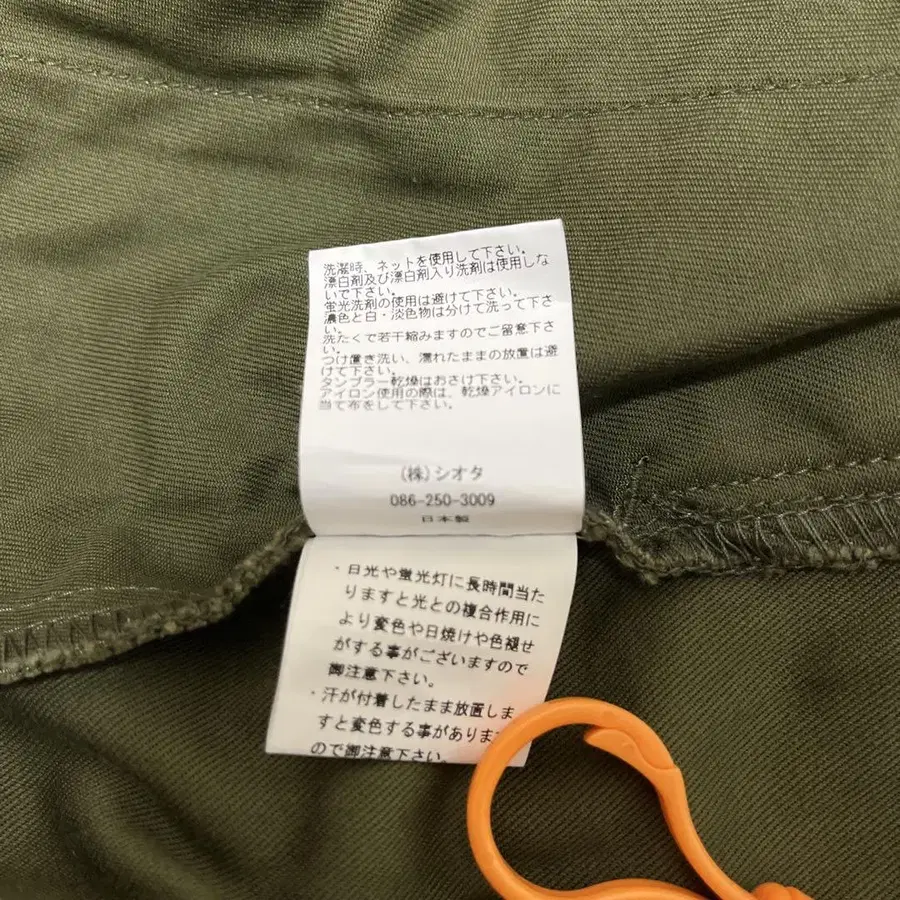 洗濯時、ネットを使用して下さい。
漂白剤及び漂白剤入り洗剤は使用しな
いで下さい。
蛍光洗剤の使用は避けて下さい。
濃色と白・淡色物は分けて洗って下さ
い。
洗たくで若干縮みますのでご留意下さ
い。
つけ置き洗い、濡れたままの放置は避
けて下さい。
タンブラー乾燥はおさけ下さい。
アイロン使用の際は、乾燥アイロンに
当て布をして下さい。
(株)シオタ
086-250-3009
日本製
・日光や蛍光灯に長時間当た
りますと光との複合作用に
より変色や日焼けや色褪せ
がする事がございますので
御注意下さい。
・汗が付着したまま放置しま
すと変色する事があります
ので御注意下さい。